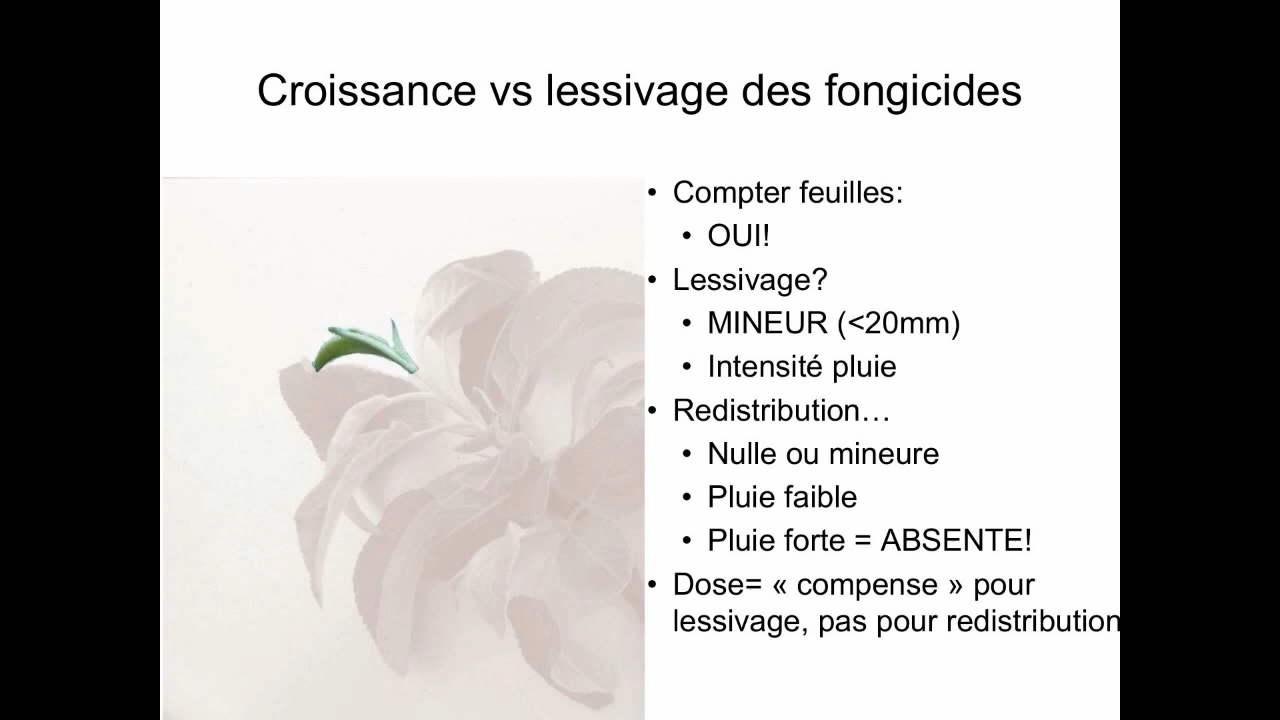 Croissance vs lessivage des fongicides
• Compter feuilles:
• OUI!
• Lessivage?
• MINEUR (<20mm)
• Intensité pluie
• Redistribution…
• Nulle ou mineure
• Pluie faible
• Pluie forte = ABSENTE!
• Dose= « compense » pour
lessivage, pas pour redistribution